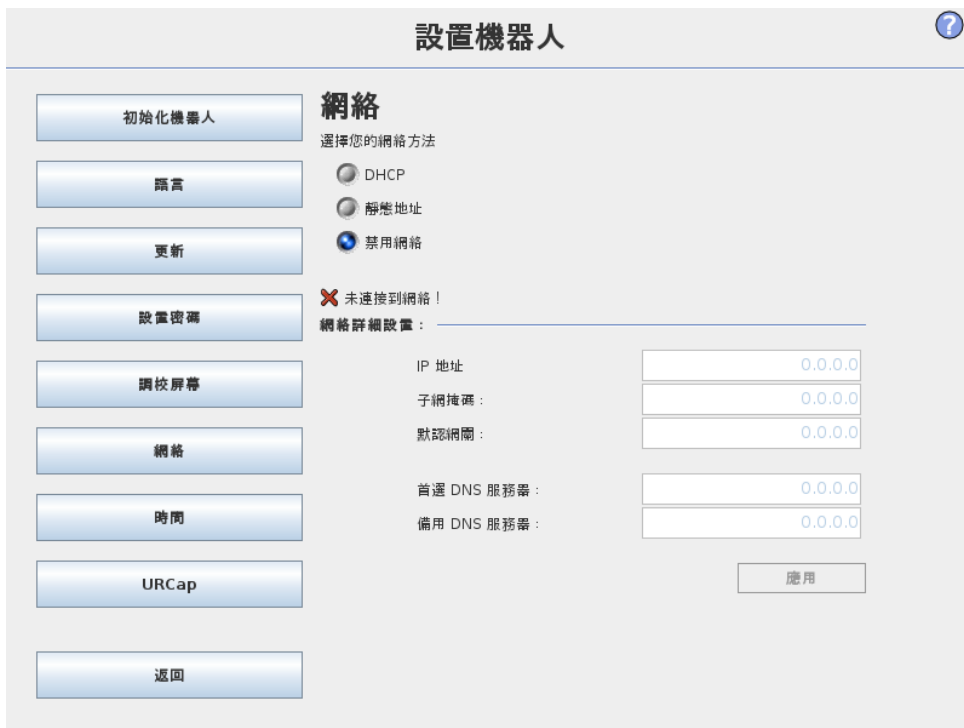 設置機器人
?
初始化機器人
語言
更新
設置密碼
調校屏幕
網絡
時間
URCap
返回
網絡
選擇您的網絡方法
DHCP
靜態地址
禁用網絡
未連接到網絡！
網絡詳細設置：
IP 地址 0.0.0.0
子網掩碼： 0.0.0.0
默認網關： 0.0.0.0
首選 DNS 服務器： 0.0.0.0
備用 DNS 服務器： 0.0.0.0
應用